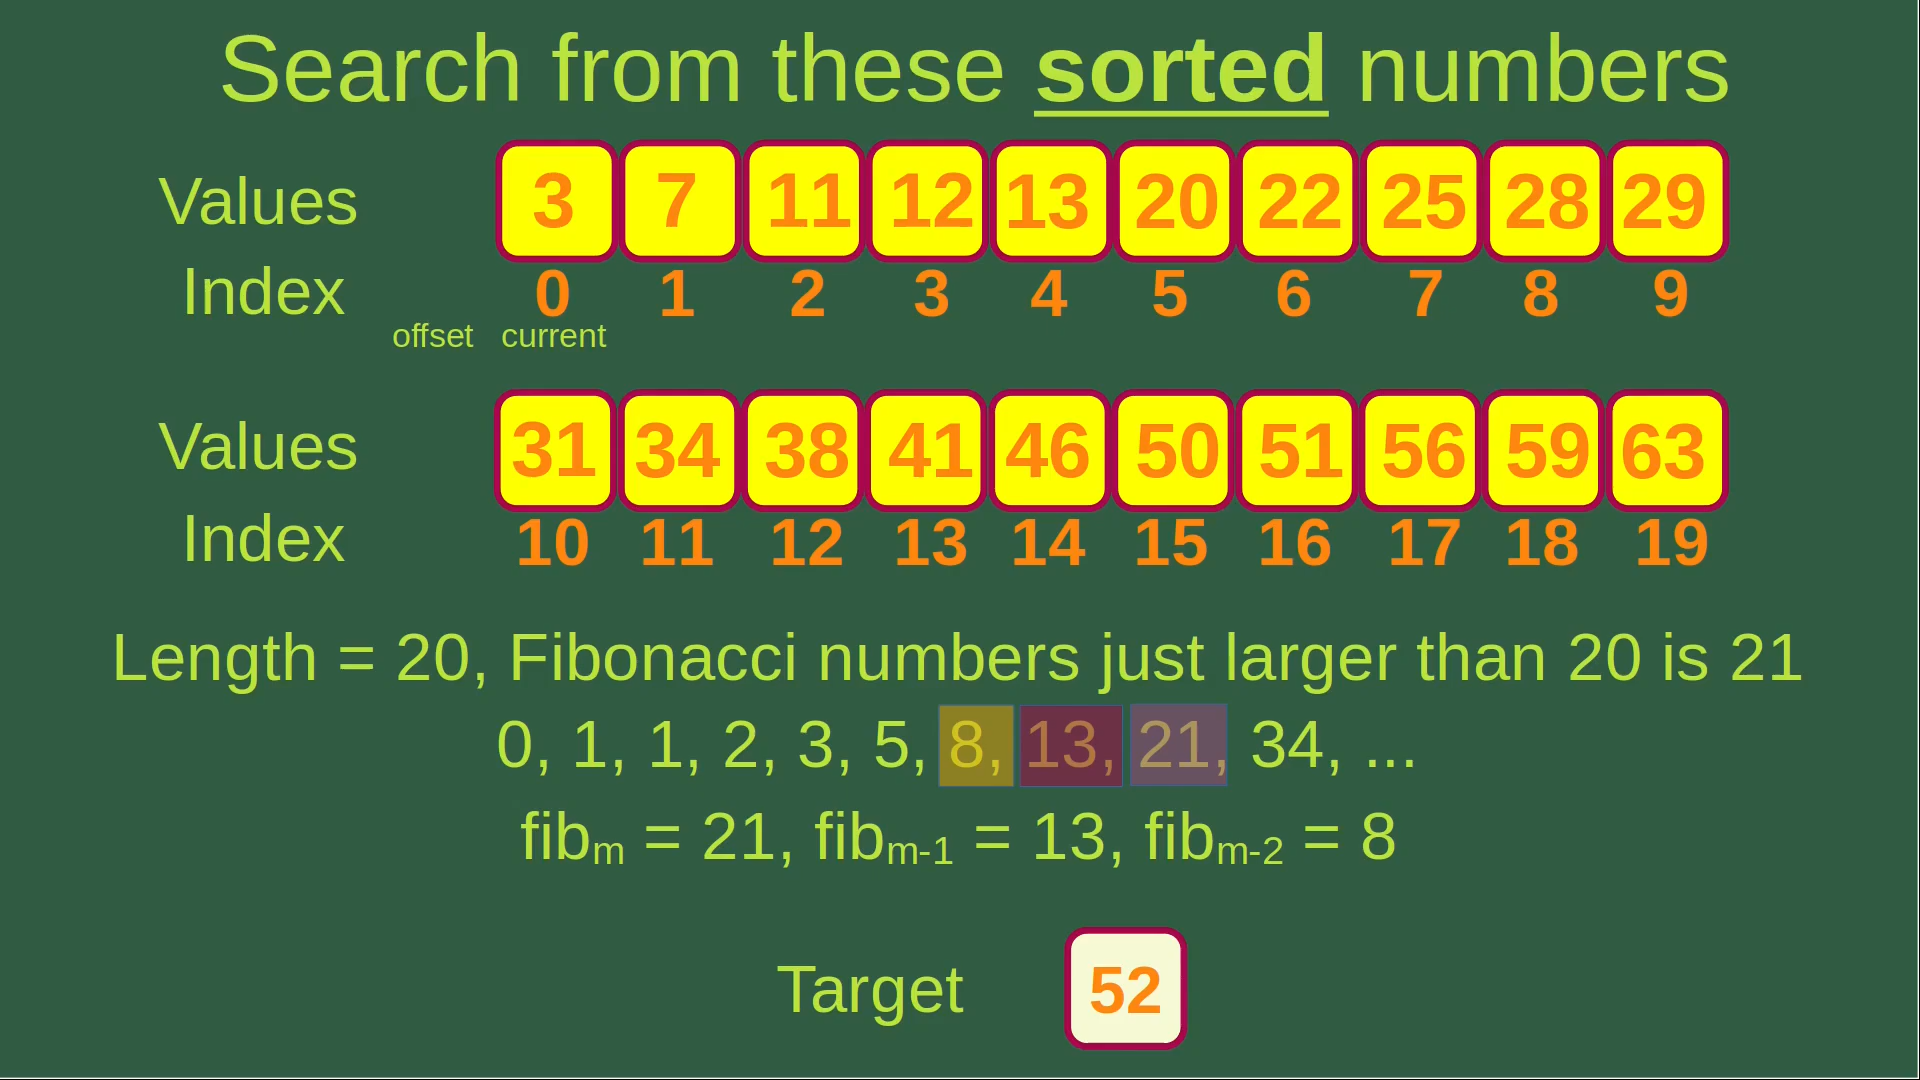 Search from these sorted numbers
Values 3 7 11 12 13 20 22 25 28 29
Index 0 1 2 3 4 5 6 7 8 9
offset current
Values 31 34 38 41 46 50 51 56 59 63
Index 10 11 12 13 14 15 16 17 18 19
Length = 20, Fibonacci numbers just larger than 20 is 21
0, 1, 1, 2, 3, 5, 8, 13, 21, 34, ...
fibm = 21, fibm-1 = 13, fibm-2 = 8
Target 52